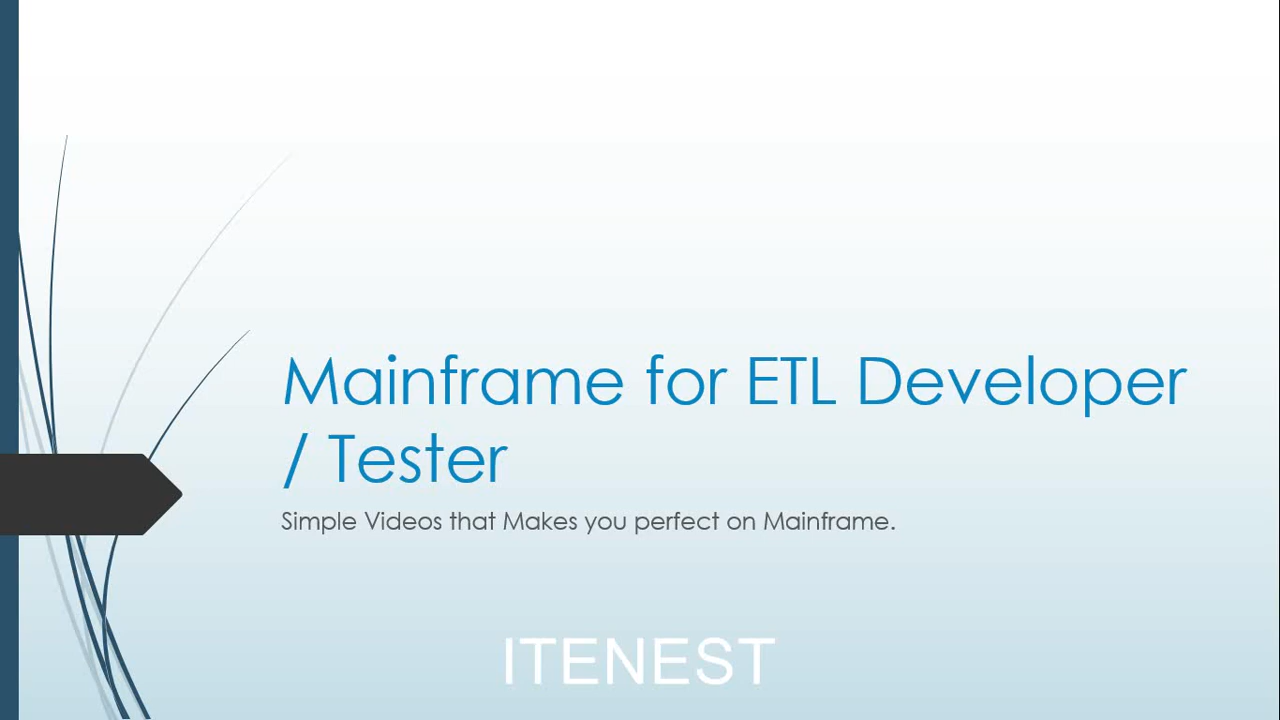 Mainframe for ETL Developer
/ Tester
Simple Videos that Makes you perfect on Mainframe.
ITENEST